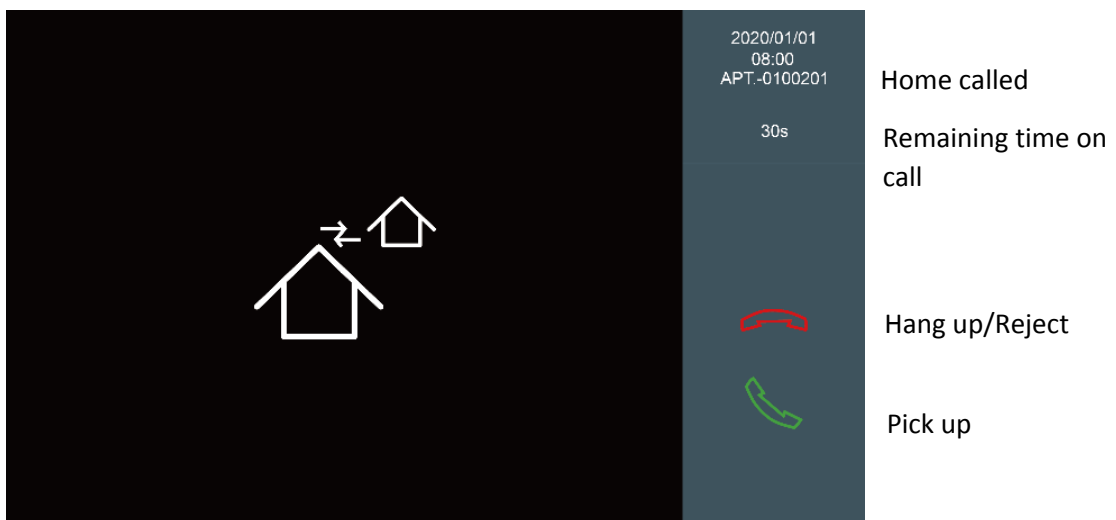 2020/01/01
08:00
APT.-0100201
Home called
30s
Remaining time on
call
Hang up/Reject
Pick up